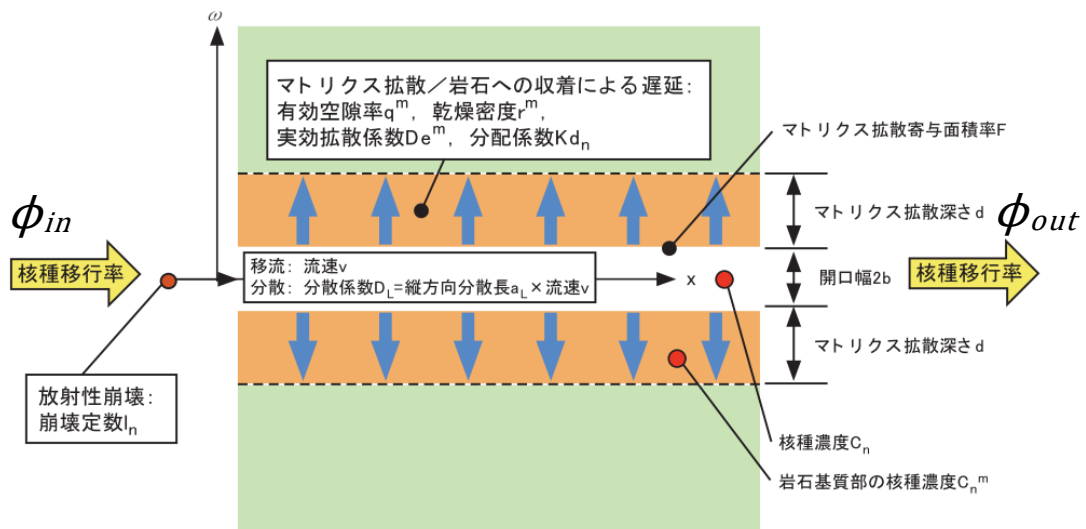 ω
マトリクス拡散／岩石への収着による遅延:
有効空隙率q^m, 乾燥密度r^m,
実効拡散係数De^m, 分配係数Kd_n
マトリクス拡散寄与面積率F
ϕ_in
核種移行率
マトリクス拡散深さd
ϕ_out
核種移行率
移流: 流速v
分散: 分散係数D_L=縦方向分散長a_L×流速v
x
開口幅2b
マトリクス拡散深さd
放射性崩壊:
崩壊定数l_n
核種濃度C_n
岩石基質部の核種濃度C_n^m